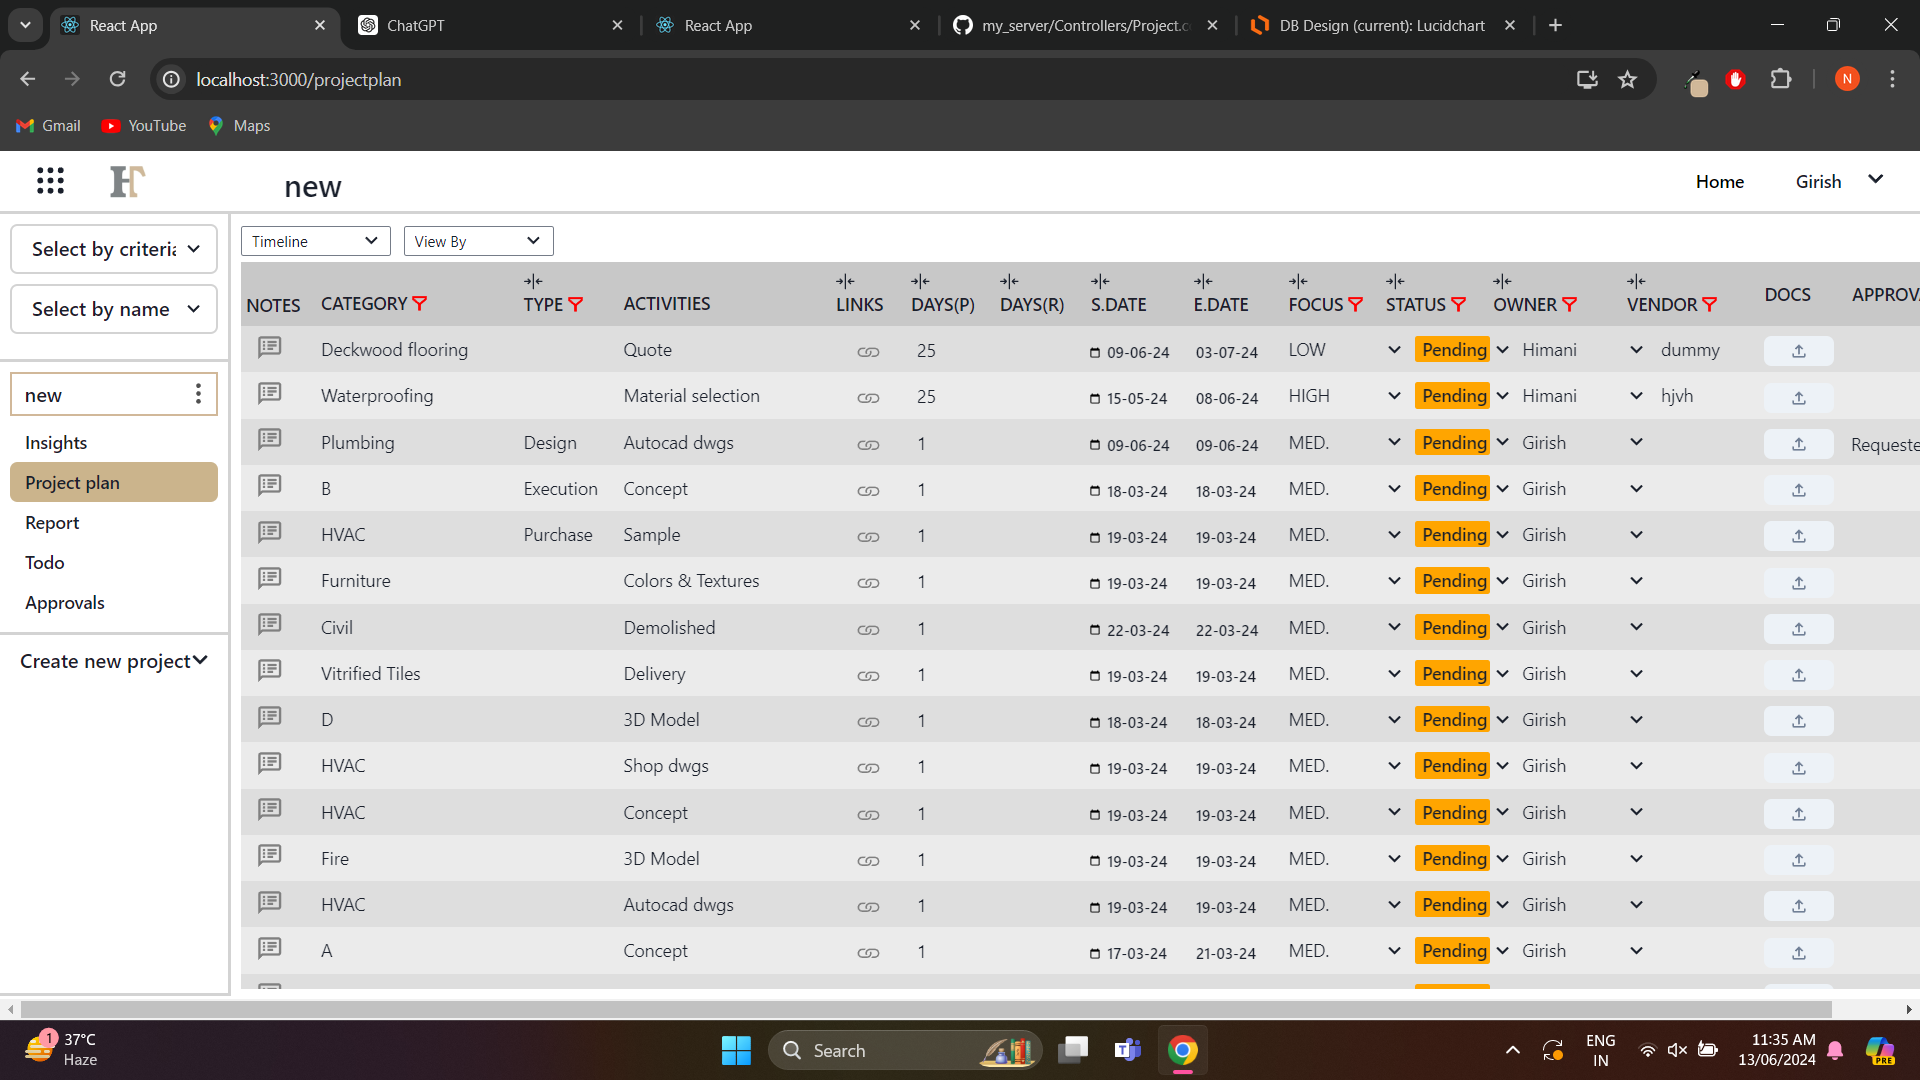 React App
ChatGPT
React App
my_server/Controllers/Project.c
DB Design (current): Lucidchart
localhost:3000/projectplan
N
Gmail
YouTube
Maps
HT
new
Home
Girish
Select by criteria
Select by name
new
Insights
Project plan
Report
Todo
Approvals
Create new project
Timeline
View By
NOTES CATEGORY TYPE ACTIVITIES LINKS DAYS(P) DAYS(R) S.DATE E.DATE FOCUS STATUS OWNER VENDOR DOCS APPROVA
Deckwood flooring Quote 25 09-06-24 03-07-24 LOW Pending Himani dummy
Waterproofing Material selection 25 15-05-24 08-06-24 HIGH Pending Himani hjvh
Plumbing Design Autocad dwgs 1 09-06-24 09-06-24 MED. Pending Girish Requeste
B Execution Concept 1 18-03-24 18-03-24 MED. Pending Girish
HVAC Purchase Sample 1 19-03-24 19-03-24 MED. Pending Girish
Furniture Colors & Textures 1 19-03-24 19-03-24 MED. Pending Girish
Civil Demolished 1 22-03-24 22-03-24 MED. Pending Girish
Vitrified Tiles Delivery 1 19-03-24 19-03-24 MED. Pending Girish
D 3D Model 1 18-03-24 18-03-24 MED. Pending Girish
HVAC Shop dwgs 1 19-03-24 19-03-24 MED. Pending Girish
HVAC Concept 1 19-03-24 19-03-24 MED. Pending Girish
Fire 3D Model 1 19-03-24 19-03-24 MED. Pending Girish
HVAC Autocad dwgs 1 19-03-24 19-03-24 MED. Pending Girish
A Concept 1 17-03-24 21-03-24 MED. Pending Girish
1
37°C
Haze
Search
ENG
IN
11:35 AM
13/06/2024
PRE